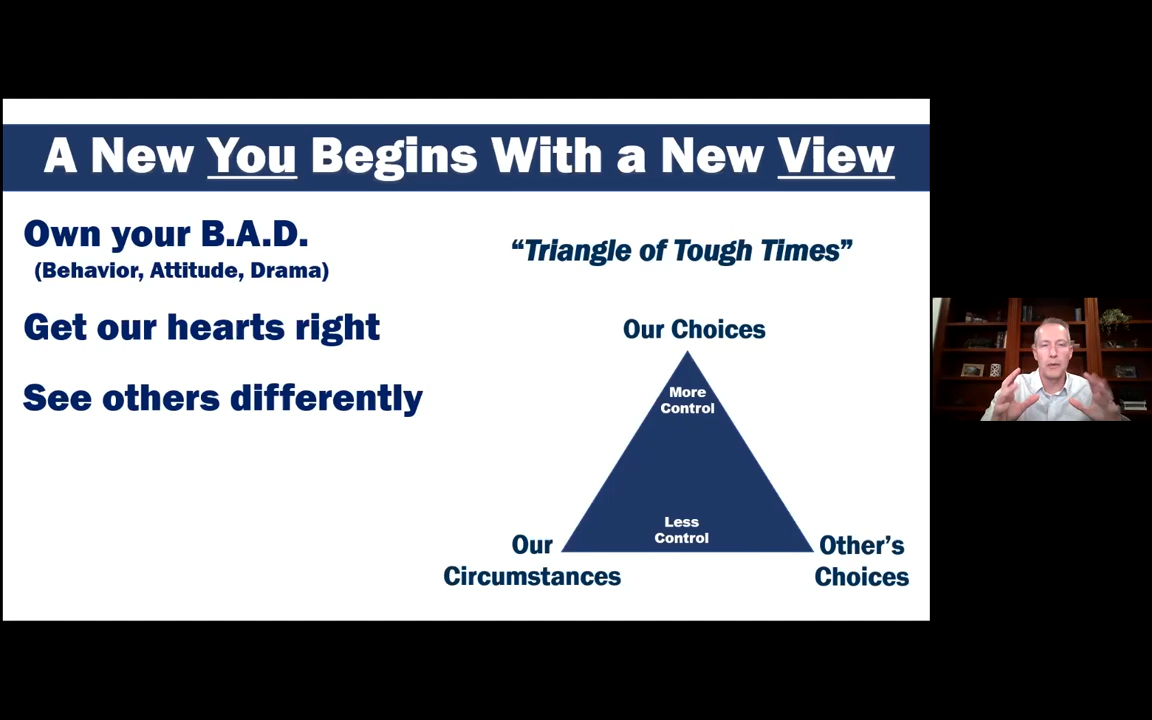 A New You Begins With a New View
Own your B.A.D.
(Behavior, Attitude, Drama)
Get our hearts right
See others differently
“Triangle of Tough Times”
Our Choices
More
Control
Less
Control
Our
Circumstances
Other’s
Choices